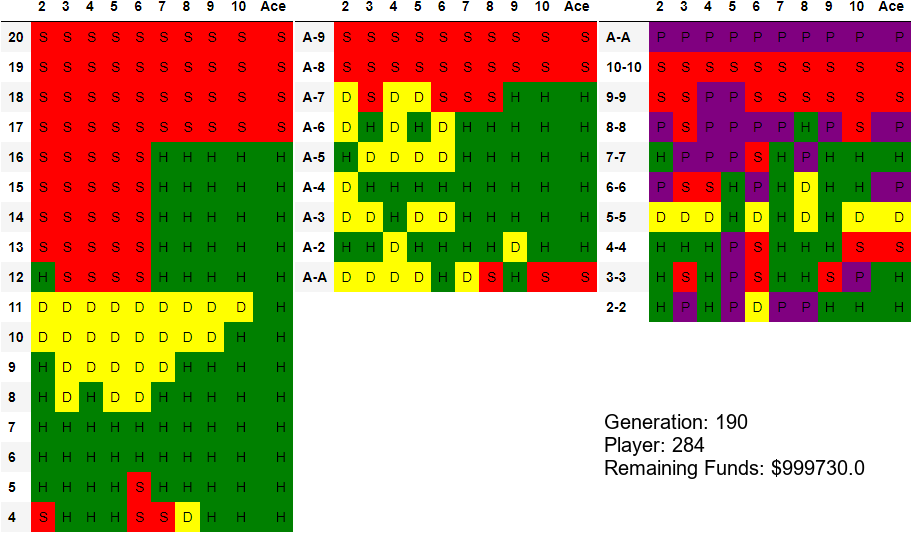 2 3 4 5 6 7 8 9 10 Ace 2 3 4 5 6 7 8 9 10 Ace 2 3 4 5 6 7 8 9 10 Ace
20 S S S S S S S S S S A-9 S S S S S S S S S S A-A P P P P P P P P P P
19 S S S S S S S S S S A-8 S S S S S S S S S S 10-10 S S S S S S S S S S
18 S S S S S S S S S S A-7 D S D D S S S H H H 9-9 S S P P S S S S S S
17 S S S S S S S S S S A-6 D H D H D H H H H H 8-8 P S P P P P H P S P
16 S S S S S H H H H H A-5 H D D D D H H H H H 7-7 H P P P S H P H H H
15 S S S S S H H H H H A-4 D H H H H H H H H H 6-6 P S S H P H D H H P
14 S S S S S H H H H H A-3 D D H D D H H H H H 5-5 D D D H D H D H D D
13 S S S S S H H H H H A-2 H H D H H H H D H H 4-4 H H H P S H H H S S
12 H S S S S H H H H H A-A D D D D H D S H S S 3-3 H S H P S H H S P H
11 D D D D D D D D D H 2-2 H P H P D P P H H H
10 D D D D D D D D H H
9 H D D D D D H H H H
8 H D H D D H H H H H
7 H H H H H H H H H H
6 H H H H H H H H H H
5 H H H H S H H H H H
4 S H H H S S D H H H
Generation: 190
Player: 284
Remaining Funds: $999730.0